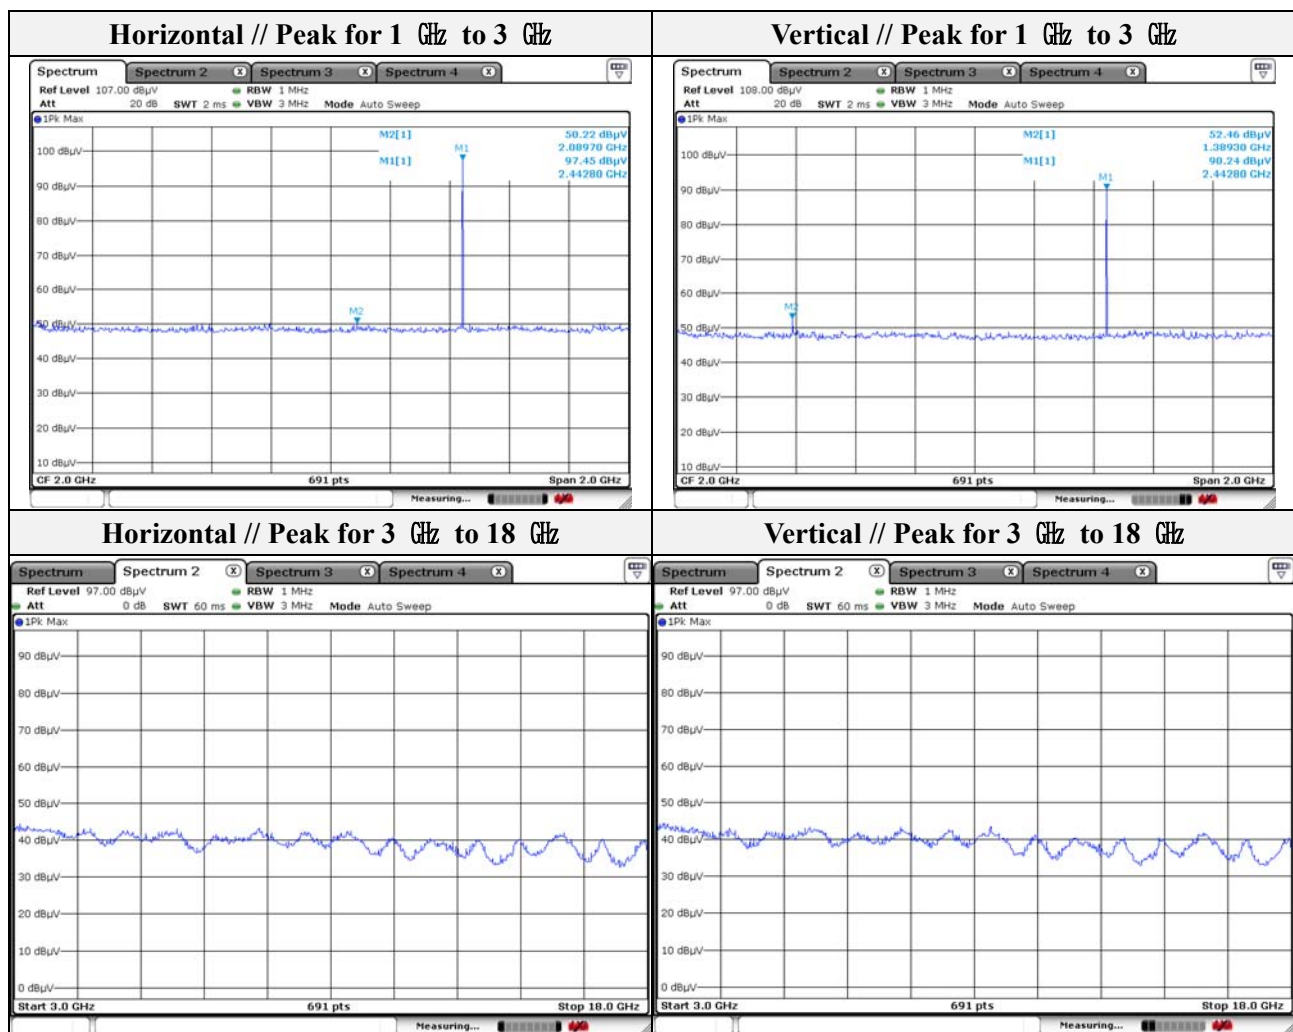 Horizontal // Peak for 1 ㎓ to 3 ㎓
Vertical // Peak for 1 ㎓ to 3 ㎓
Spectrum Spectrum 2 X Spectrum 3 X Spectrum 4 X
Ref Level 107.00 dBµV RBW 1 MHz
Att 20 dB SWT 2 ms VBW 3 MHz Mode Auto Sweep
1Pk Max
M2[1] 50.22 dBµV
2.08970 GHz
M1[1] 97.45 dBµV
2.44280 GHz
M1
M2
100 dBµV
90 dBµV
80 dBµV
70 dBµV
60 dBµV
50 dBµV
40 dBµV
30 dBµV
20 dBµV
10 dBµV
CF 2.0 GHz 691 pts Span 2.0 GHz
Measuring...
Spectrum Spectrum 2 X Spectrum 3 X Spectrum 4 X
Ref Level 108.00 dBµV RBW 1 MHz
Att 20 dB SWT 2 ms VBW 3 MHz Mode Auto Sweep
1Pk Max
M2[1] 52.46 dBµV
1.38930 GHz
M1[1] 90.24 dBµV
2.44280 GHz
M1
M2
100 dBµV
90 dBµV
80 dBµV
70 dBµV
60 dBµV
50 dBµV
40 dBµV
30 dBµV
20 dBµV
10 dBµV
CF 2.0 GHz 691 pts Span 2.0 GHz
Measuring...
Horizontal // Peak for 3 ㎓ to 18 ㎓
Vertical // Peak for 3 ㎓ to 18 ㎓
Spectrum Spectrum 2 X Spectrum 3 X Spectrum 4 X
Ref Level 97.00 dBµV RBW 1 MHz
Att 0 dB SWT 60 ms VBW 3 MHz Mode Auto Sweep
1Pk Max
90 dBµV
80 dBµV
70 dBµV
60 dBµV
50 dBµV
40 dBµV
30 dBµV
20 dBµV
10 dBµV
0 dBµV
Start 3.0 GHz 691 pts Stop 18.0 GHz
Measuring...
Spectrum Spectrum 2 X Spectrum 3 X Spectrum 4 X
Ref Level 97.00 dBµV RBW 1 MHz
Att 0 dB SWT 60 ms VBW 3 MHz Mode Auto Sweep
1Pk Max
90 dBµV
80 dBµV
70 dBµV
60 dBµV
50 dBµV
40 dBµV
30 dBµV
20 dBµV
10 dBµV
0 dBµV
Start 3.0 GHz 691 pts Stop 18.0 GHz
Measuring...